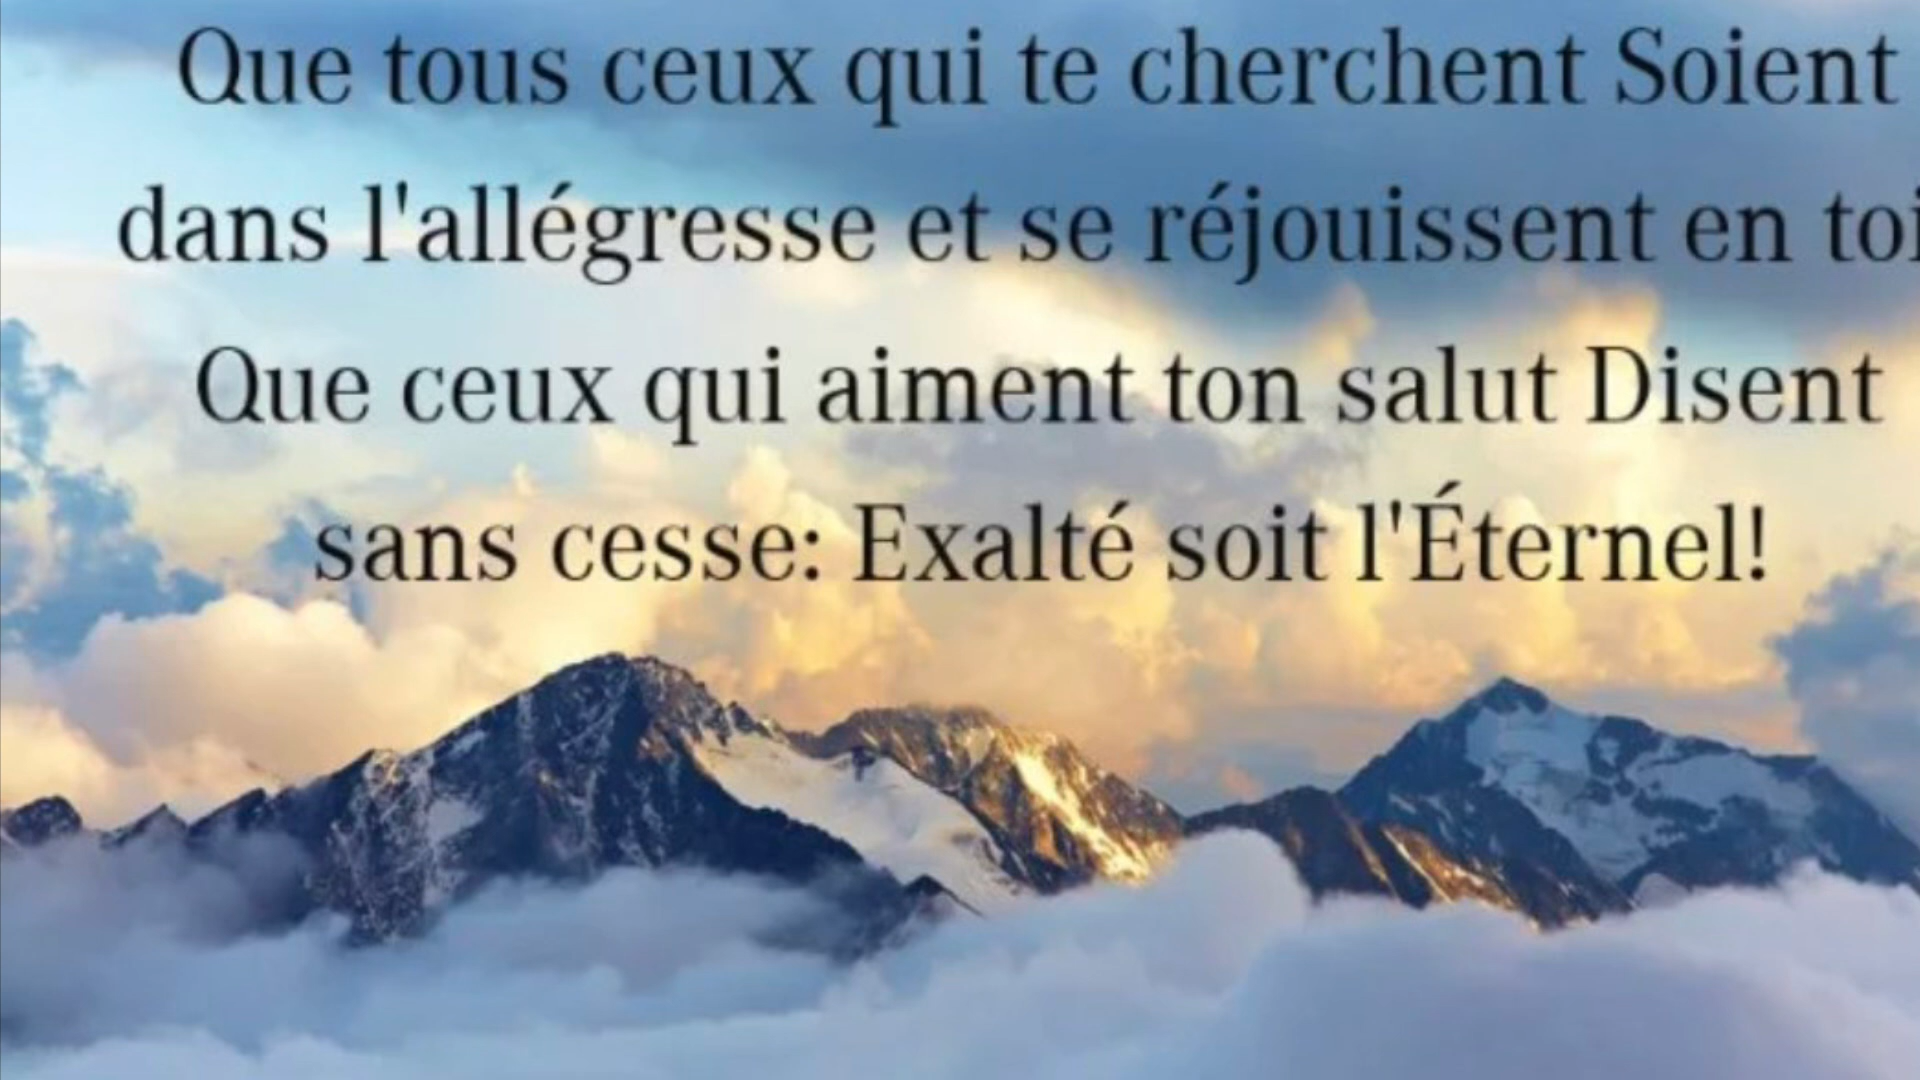 Que tous ceux qui te cherchent Soient
dans l'allégresse et se réjouissent en toi
Que ceux qui aiment ton salut Disent
sans cesse: Exalté soit l'Éternel!